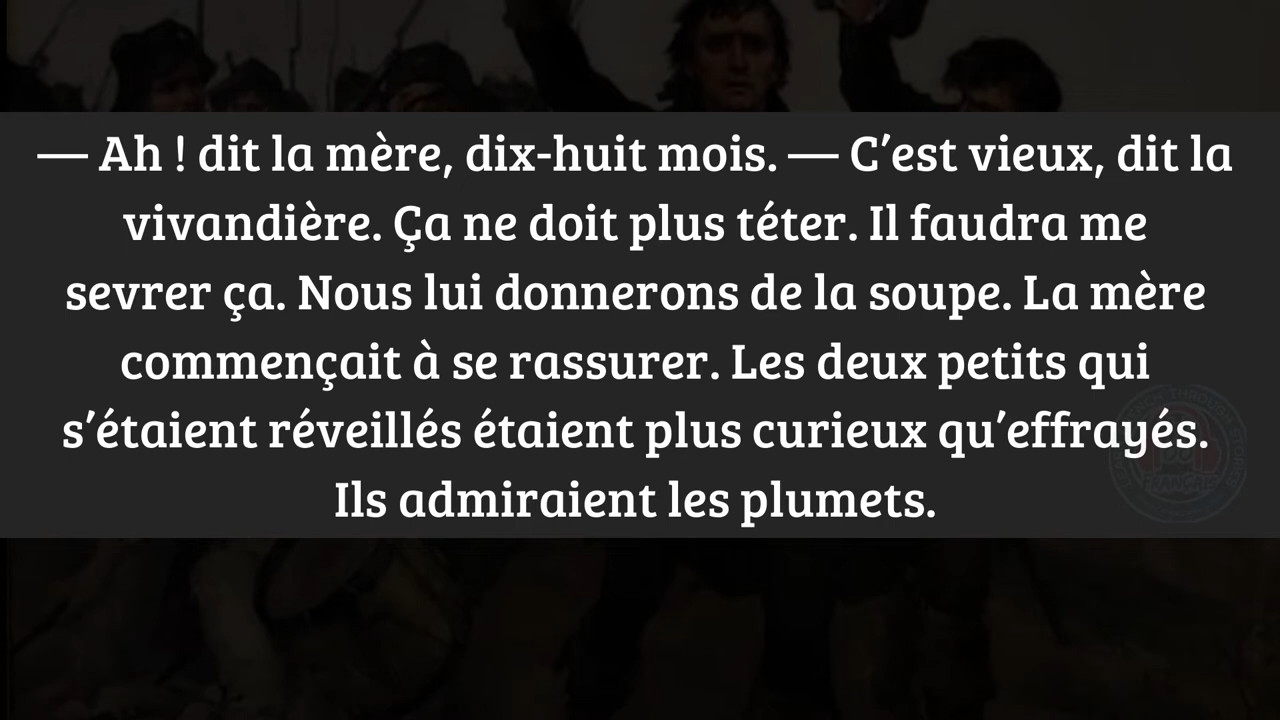 — Ah ! dit la mère, dix-huit mois. — C’est vieux, dit la
vivandière. Ça ne doit plus téter. Il faudra me
sevrer ça. Nous lui donnerons de la soupe. La mère
commençait à se rassurer. Les deux petits qui
s’étaient réveillés étaient plus curieux qu’effrayés.
Ils admiraient les plumets.